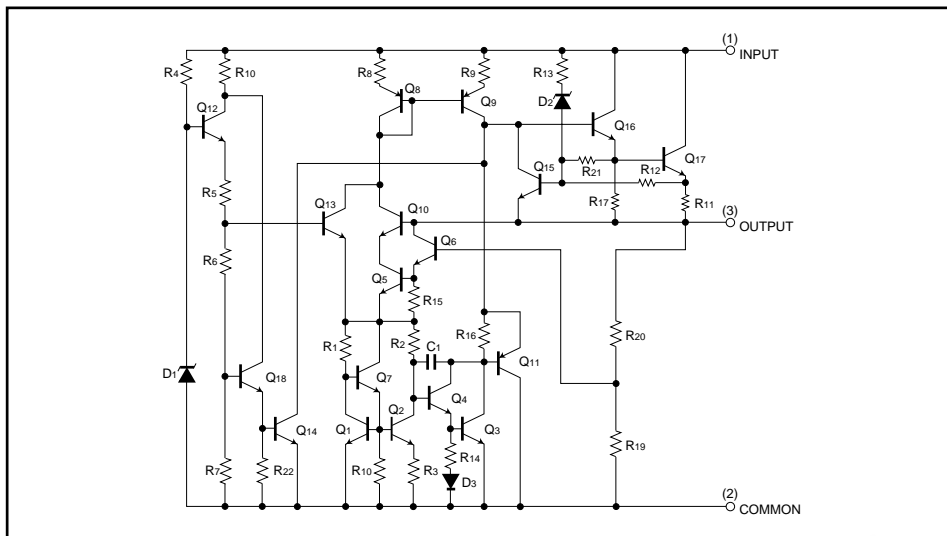 (1)
INPUT
R4
R10
R8
R9
R13
Q8
Q9
D2
Q12
Q16
Q17
Q15
R21
R12
R5
Q13
R17
R11
Q10
(3)
OUTPUT
Q6
R6
Q5
R15
R1
R2
C1
R16
R20
Q11
D1
Q7
Q18
Q4
Q2
Q14
Q1
Q3
R19
R14
R7
R22
R10
R3
D3
(2)
COMMON